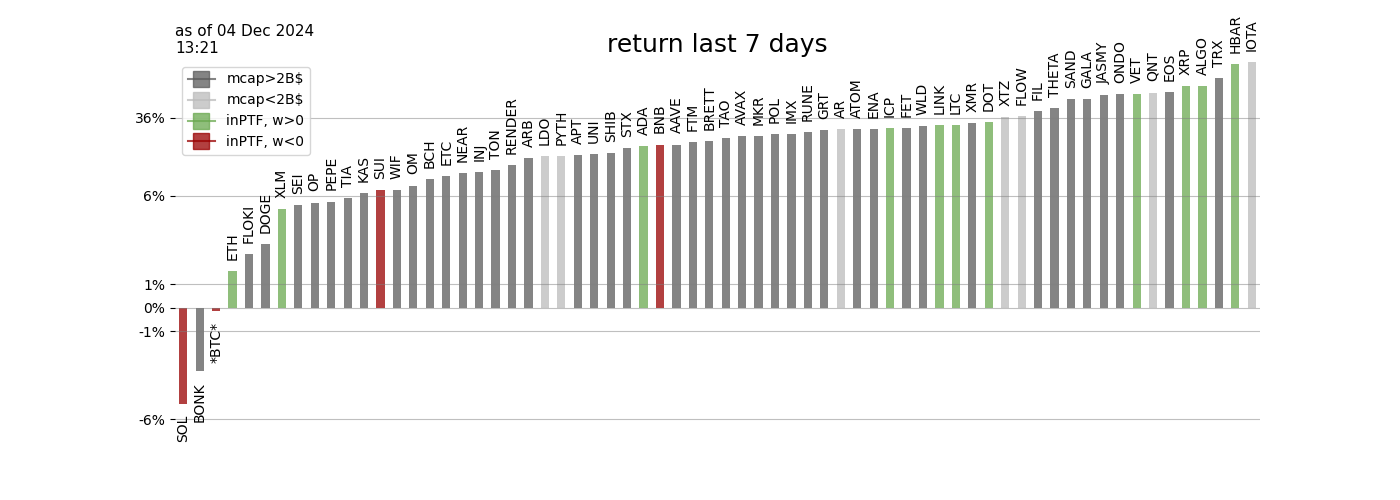 as of 04 Dec 2024
13:21
return last 7 days
mcap>2B$
mcap<2B$
inPTF, w>0
inPTF, w<0
36%
6%
1%
0%
-1%
-6%
SOL
BONK
*BTC*
ETH
FLOKI
DOGE
XLM
SEI
OP
PEPE
TIA
KAS
SUI
WIF
OM
BCH
ETC
NEAR
INJ
TON
RENDER
ARB
LDO
PYTH
APT
UNI
SHIB
STX
ADA
BNB
AAVE
FTM
BRETT
TAO
AVAX
MKR
POL
IMX
RUNE
GRT
AR
ATOM
ENA
ICP
FET
WLD
LINK
LTC
XMR
DOT
XTZ
FLOW
FIL
THETA
SAND
GALA
JASMY
ONDO
VET
QNT
EOS
XRP
ALGO
TRX
HBAR
IOTA